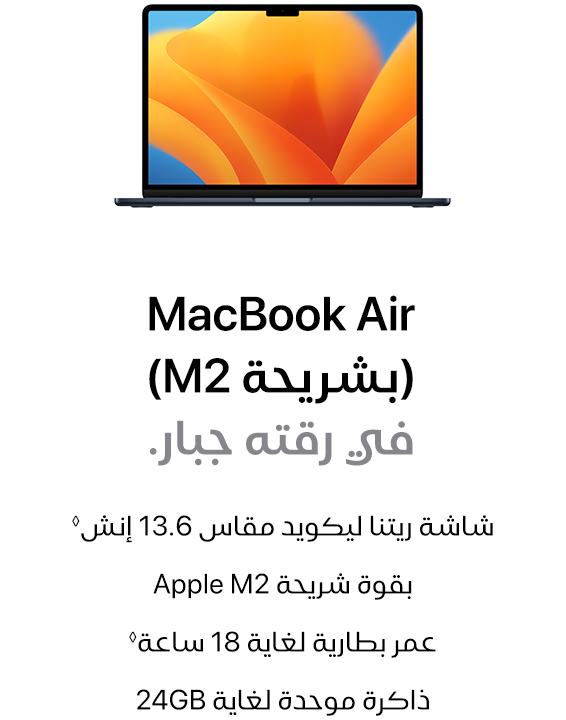 MacBook Air
(بشريحة M2)
في رقته جبار.
شاشة ريتنا ليكويد مقاس 13.6 إنش◊
بقوة شريحة Apple M2
عمر بطارية لغاية 18 ساعة◊
ذاكرة موحدة لغاية 24GB